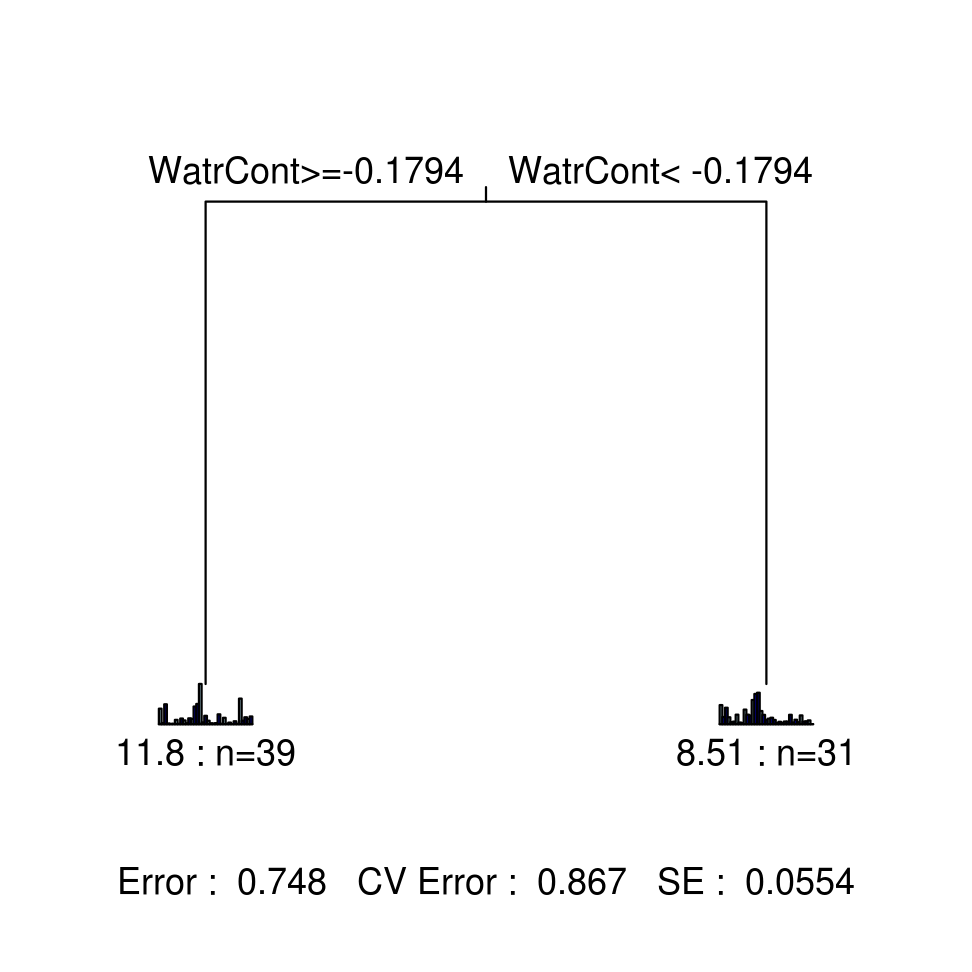 WatrCont>=-0.1794 WatrCont< -0.1794
11.8 : n=39 8.51 : n=31
Error : 0.748 CV Error : 0.867 SE : 0.0554